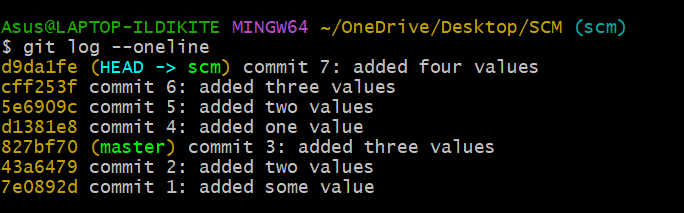 Asus@LAPTOP-ILDIKITE MINGW64 ~/OneDrive/Desktop/SCM (scm)
$ git log --oneline
d9da1fe (HEAD -> scm) commit 7: added four values
cff253f commit 6: added three values
5e6909c commit 5: added two values
d1381e8 commit 4: added one value
827bf70 (master) commit 3: added three values
43a6479 commit 2: added two values
7e0892d commit 1: added some value